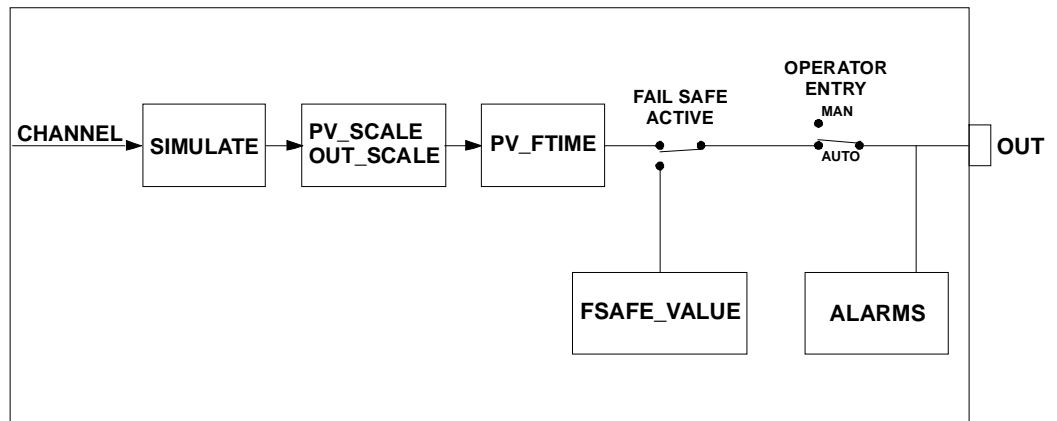 OPERATOR
ENTRY
FAIL SAFE
ACTIVE
MAN
CHANNEL
SIMULATE
PV_SCALE
OUT_SCALE
PV_FTIME
AUTO
OUT
FSAFE_VALUE
ALARMS